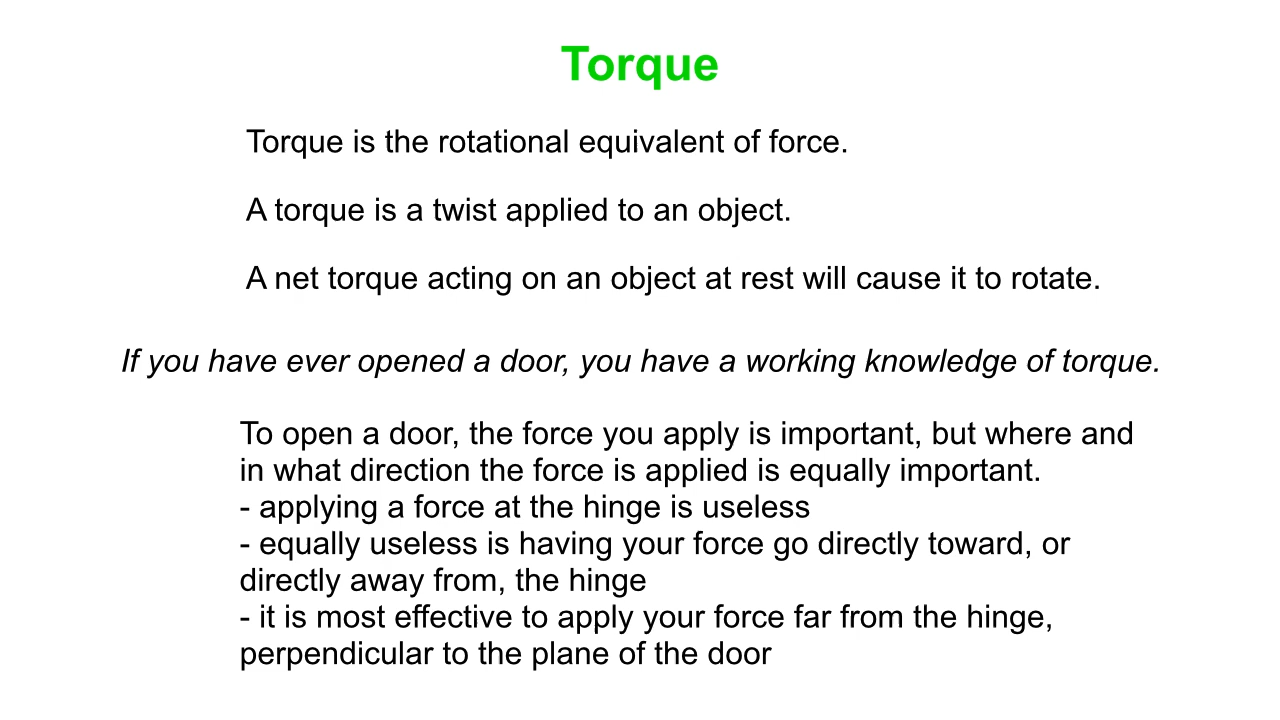 Torque
Torque is the rotational equivalent of force.
A torque is a twist applied to an object.
A net torque acting on an object at rest will cause it to rotate.
If you have ever opened a door, you have a working knowledge of torque.
To open a door, the force you apply is important, but where and
in what direction the force is applied is equally important.
- applying a force at the hinge is useless
- equally useless is having your force go directly toward, or
directly away from, the hinge
- it is most effective to apply your force far from the hinge,
perpendicular to the plane of the door